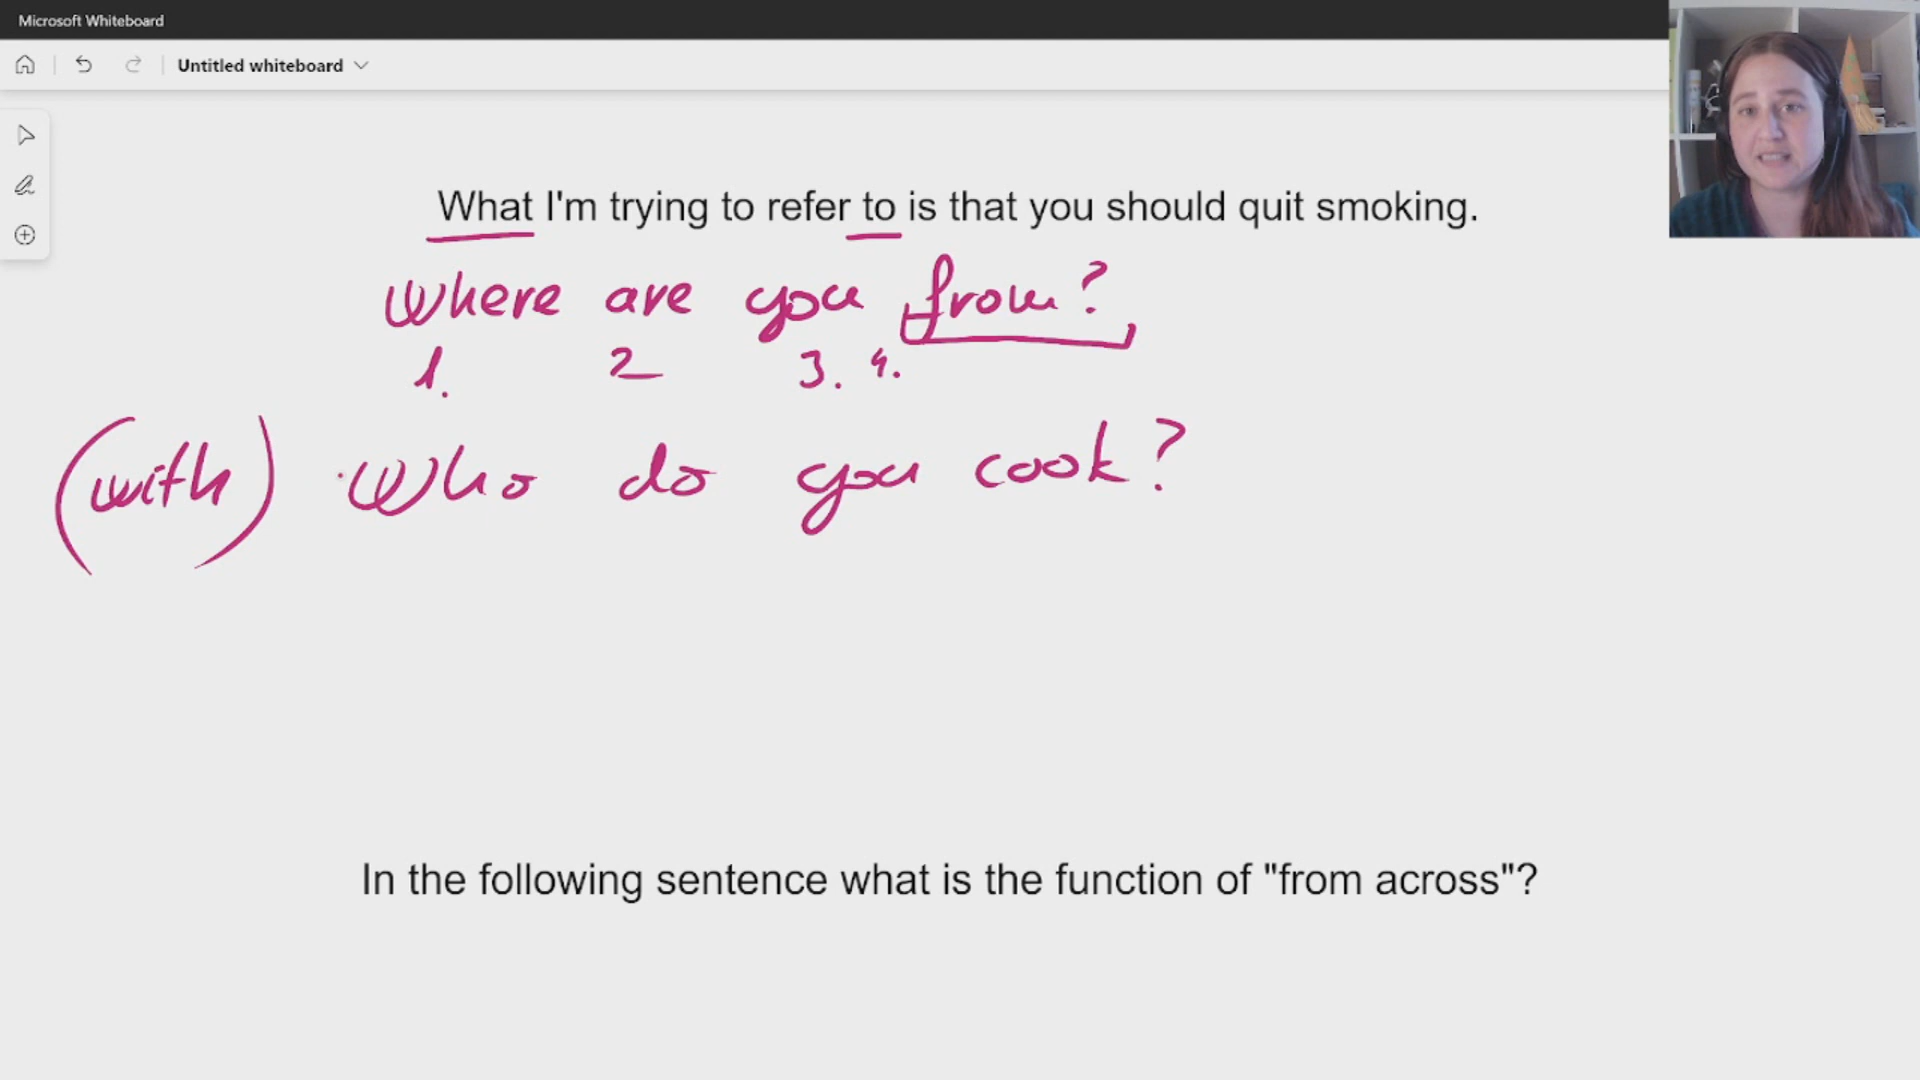 Microsoft Whiteboard
Untitled whiteboard
What I'm trying to refer to is that you should quit smoking.
Where are you from?
1. 2 3. 4.
(with) Who do you cook?
In the following sentence what is the function of "from across"?